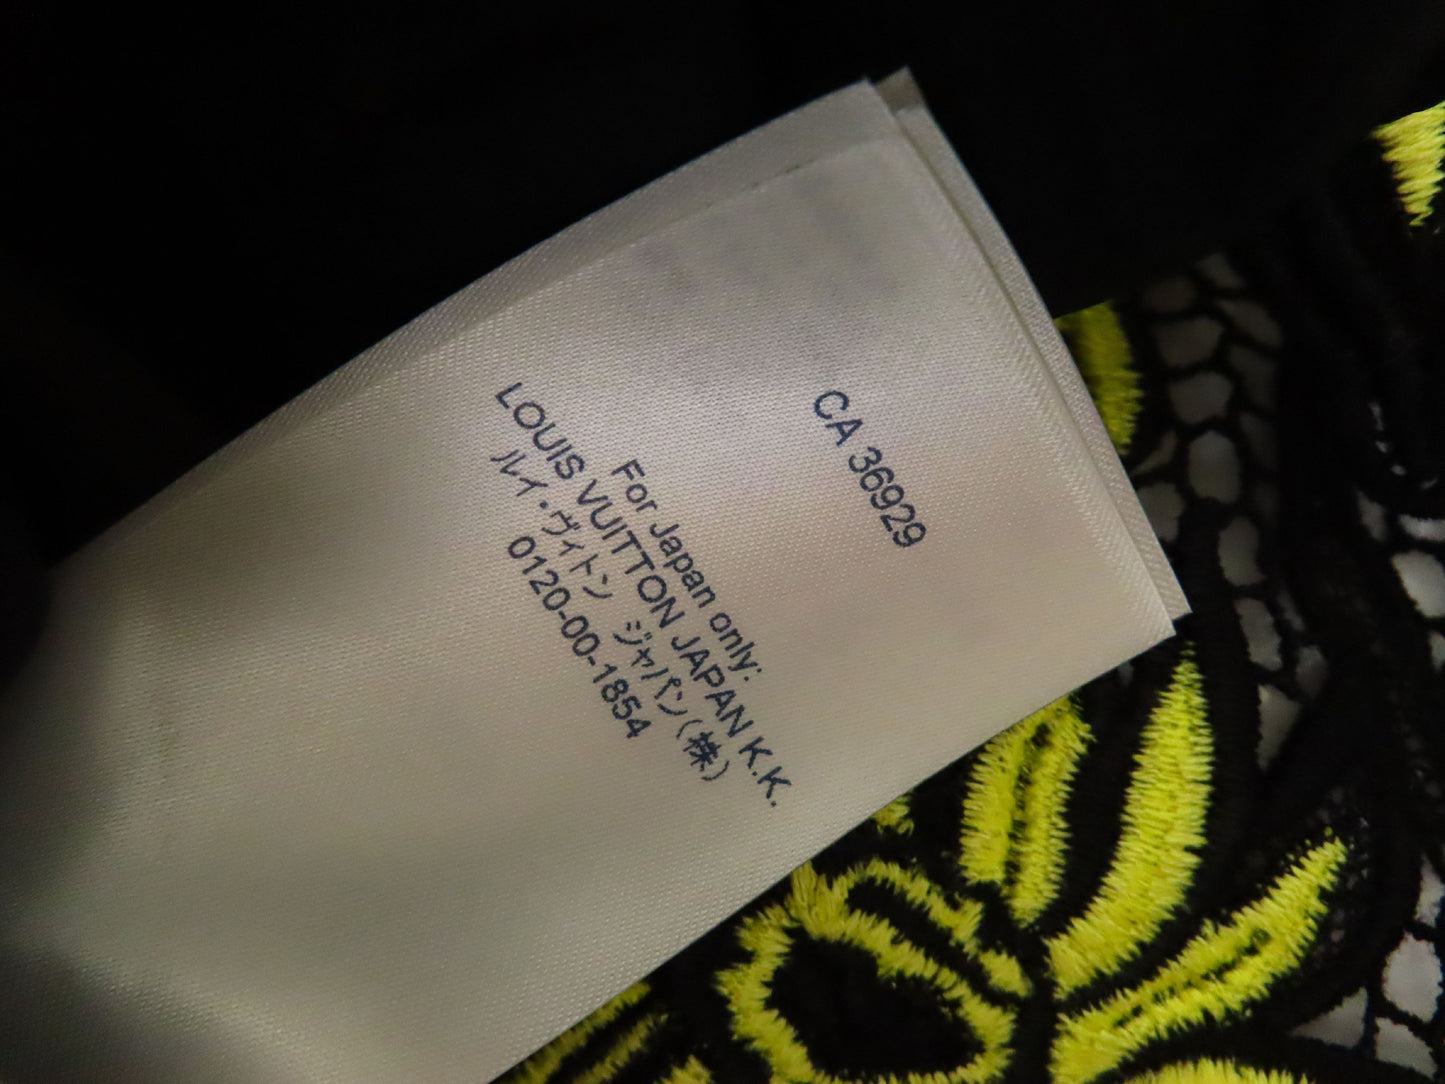 CA 36929
For Japan only:
LOUIS VUITTON JAPAN K.K.
ルイ・ヴィトン ジャパン(株)
0120-00-1854